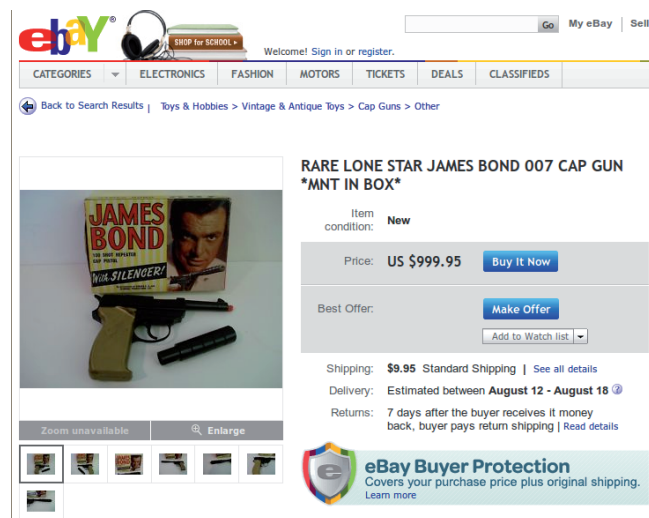 ebaY®
SHOP for SCHOOL
Welcome! Sign in or register.
Go
My eBay
Sell
CATEGORIES
ELECTRONICS
FASHION
MOTORS
TICKETS
DEALS
CLASSIFIEDS
Back to Search Results | Toys & Hobbies > Vintage & Antique Toys > Cap Guns > Other
RARE LONE STAR JAMES BOND 007 CAP GUN
*MNT IN BOX*
JAMES
BOND
100 SHOT REPEATER
CAP PISTOL
With SILENCER!
Zoom unavailable
Enlarge
Item
condition:
New
Price:
US $999.95
Buy It Now
Best Offer:
Make Offer
Add to Watch list
Shipping:
$9.95 Standard Shipping | See all details
Delivery:
Estimated between August 12 - August 18
Returns:
7 days after the buyer receives it money
back, buyer pays return shipping | Read details
e
eBay Buyer Protection
Covers your purchase price plus original shipping.
Learn more